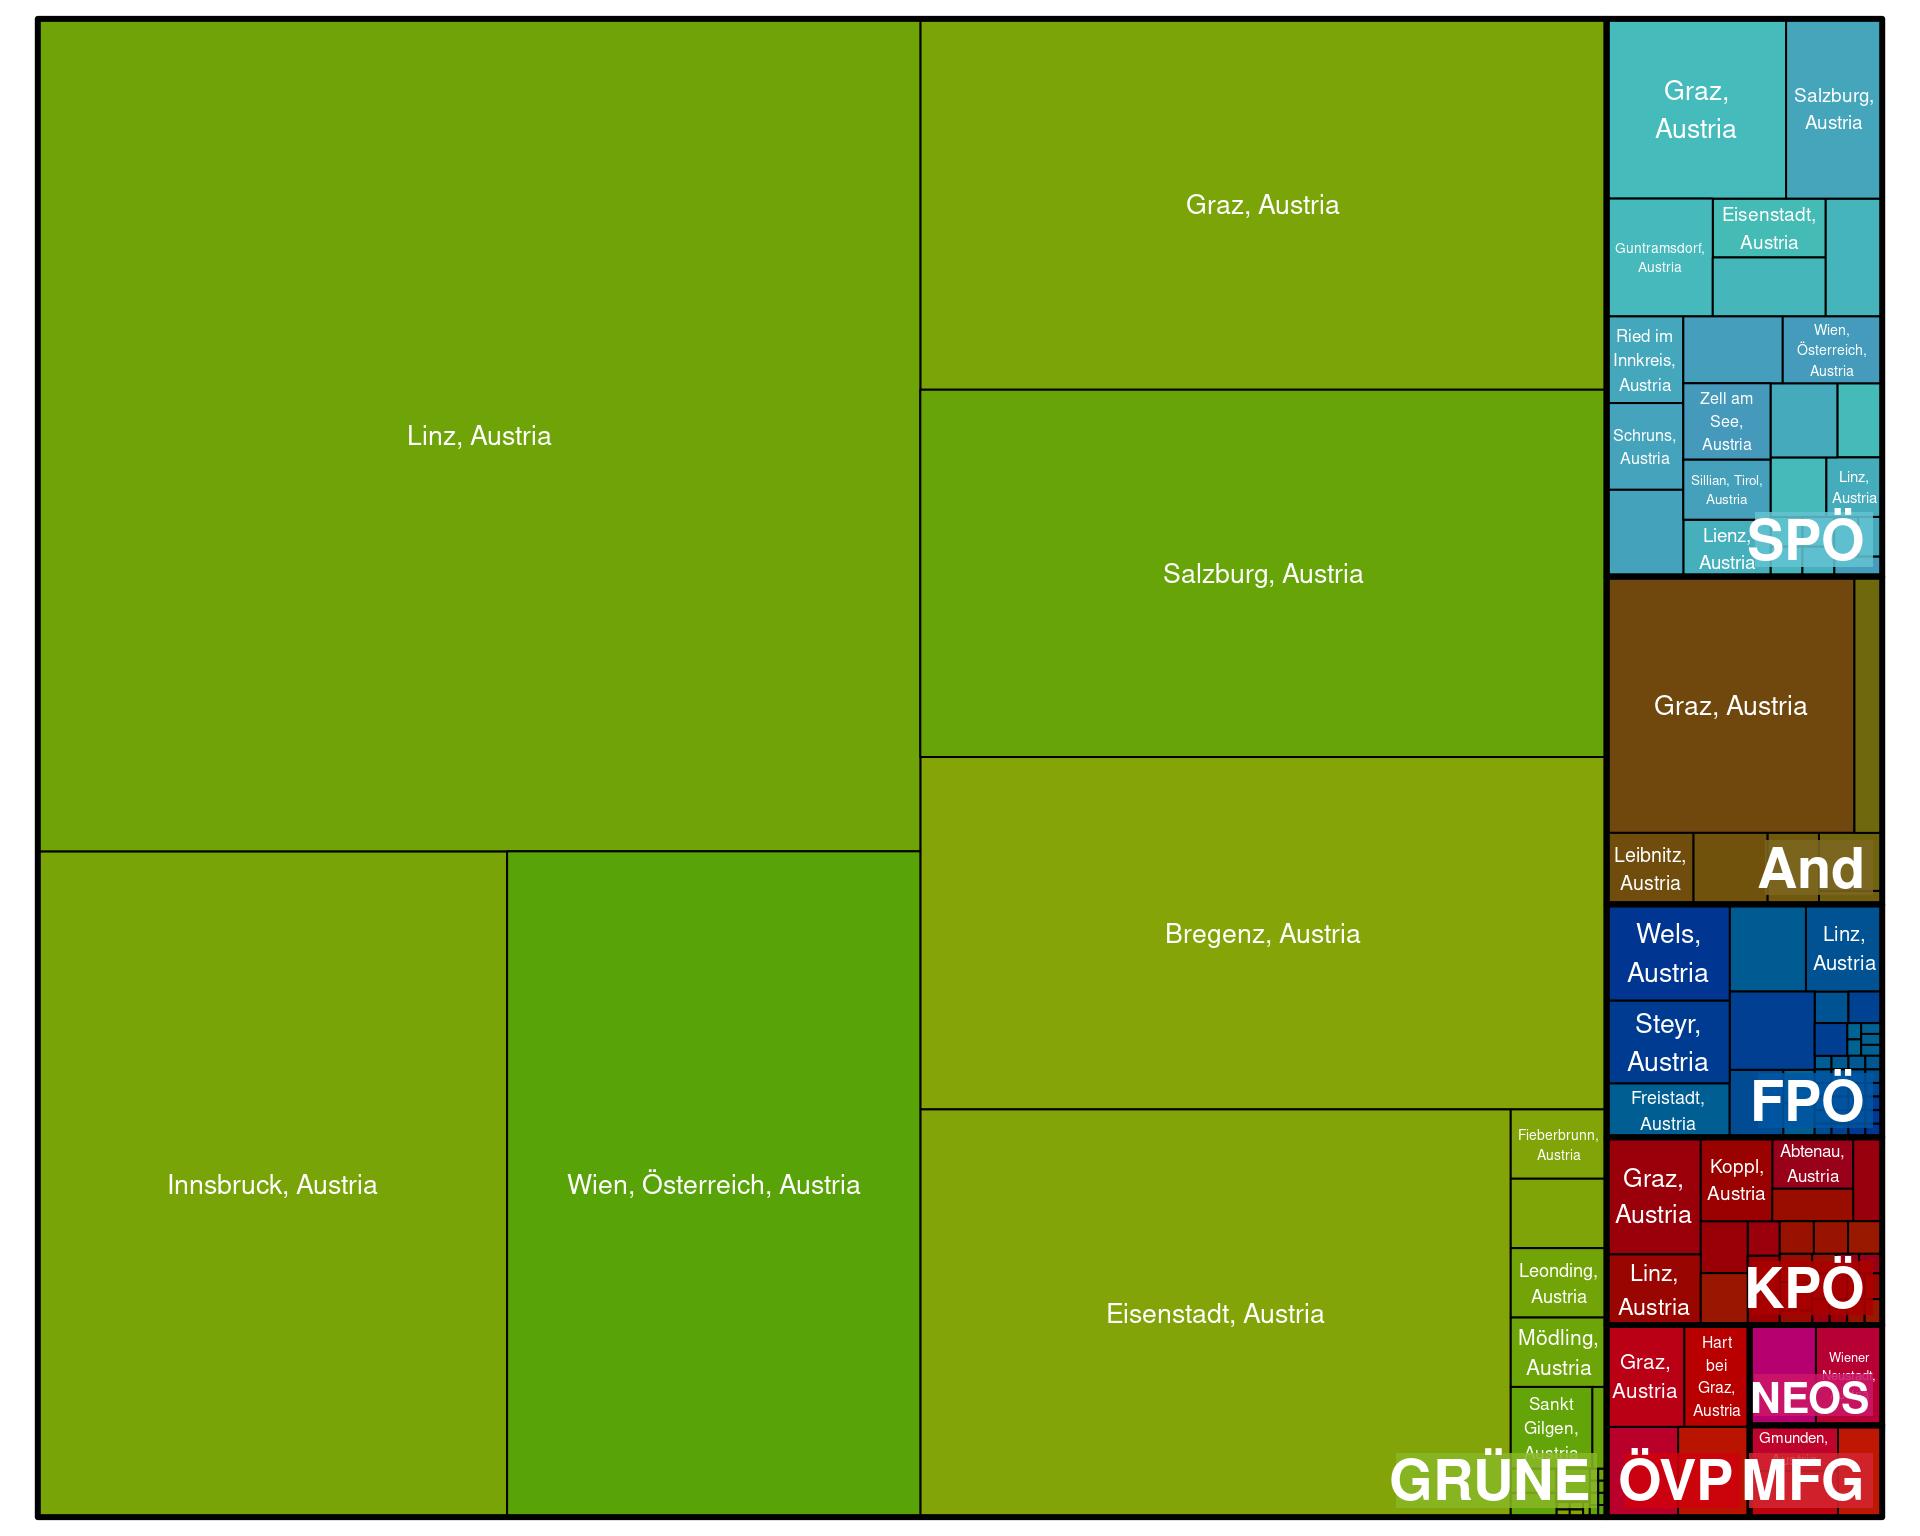 Linz, Austria
Innsbruck, Austria
Wien, Österreich, Austria
Graz, Austria
Salzburg, Austria
Bregenz, Austria
Eisenstadt, Austria
Fieberbrunn,
Austria
Leonding,
Austria
Mödling,
Austria
Sankt
Gilgen,
Austria
GRÜNE
Graz,
Austria
Salzburg,
Austria
Guntramsdorf,
Austria
Eisenstadt,
Austria
Ried im
Innkreis,
Austria
Wien,
Österreich,
Austria
Schruns,
Austria
Zell am
See,
Austria
Sillian, Tirol,
Austria
Linz,
Austria
Lienz,
Austria
SPÖ
Graz, Austria
Leibnitz,
Austria
And
Wels,
Austria
Linz,
Austria
Steyr,
Austria
Freistadt,
Austria
FPÖ
Graz,
Austria
Koppl,
Austria
Abtenau,
Austria
Linz,
Austria
KPÖ
Graz,
Austria
Hart
bei
Graz,
Austria
ÖVP
Wiener
Neustadt,
NEOS
Gmunden,
MFG